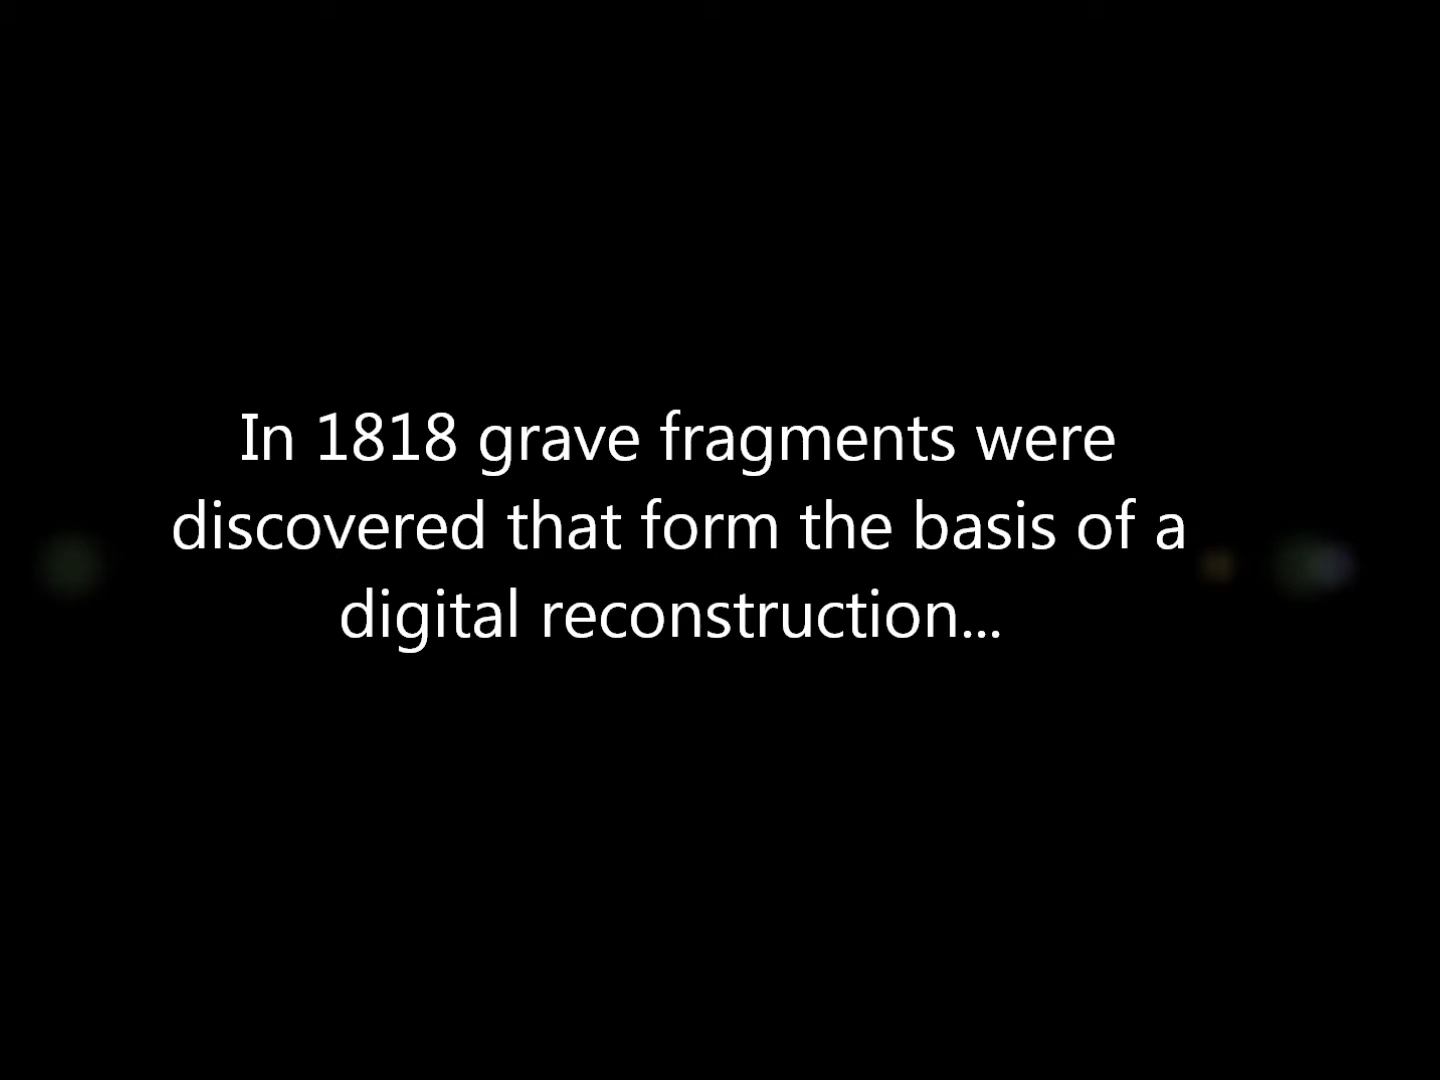 In 1818 grave fragments were
discovered that form the basis of a
digital reconstruction...